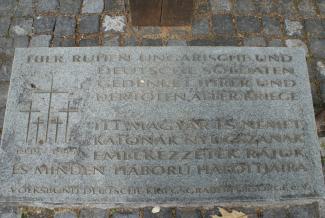 HIER RUHEN UNGARISCHE UND
DEUTSCHE SOLDATEN
GEDENKET IHRER UND
DER TOTEN ALLER KRIEGE
ITT MAGYAR ÉS NÉMET
KATONÁK NYUGSZANAK
EMLÉKEZZETEK RÁJUK
ÉS MINDEN HÁBORÚ HALOTTAIRA
VOLKSBUND DEUTSCHE KRIEGSGRÄBERFÜRSORGE E.V.